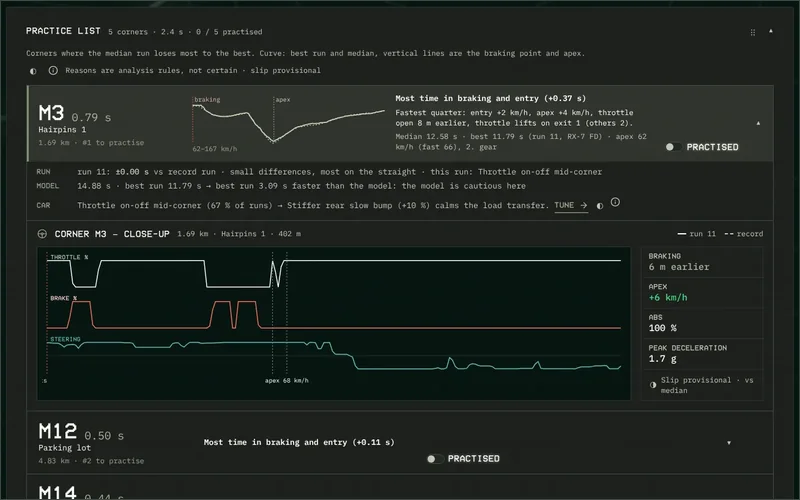 PRACTICE LIST 5 corners · 2.4 s · 0 / 5 practised
Corners where the median run loses most to the best. Curve: best run and median, vertical lines are the braking point and apex.
Reasons are analysis rules, not certain · slip provisional
M3 0.79 s
Hairpins 1
1.69 km · #1 to practise
braking
apex
62–167 km/h
Most time in braking and entry (+0.37 s)
Fastest quarter: entry +2 km/h, apex +4 km/h, throttle
open 8 m earlier, throttle lifts on exit 1 (others 2).
Median 12.58 s · best 11.79 s (run 11, RX-7 FD) · apex 62
km/h (fast 66), 2. gear
PRACTISED
RUN run 11: ±0.00 s vs record run · small differences, most on the straight · this run: Throttle on-off mid-corner
MODEL 14.88 s · best run 11.79 s → best run 3.09 s faster than the model: the model is cautious here
CAR Throttle on-off mid-corner (67 % of runs) → Stiffer rear slow bump (+10 %) calms the load transfer. TUNE →
CORNER M3 – CLOSE-UP 1.69 km · Hairpins 1 · 402 m
run 11 record
THROTTLE %
BRAKE %
STEERING
s
apex 68 km/h
BRAKING
6 m earlier
APEX
+6 km/h
ABS
100 %
PEAK DECELERATION
1.7 g
Slip provisional · vs
median
M12 0.50 s
Parking lot
4.83 km · #2 to practise
Most time in braking and entry (+0.11 s)
PRACTISED
M14 0.44 s